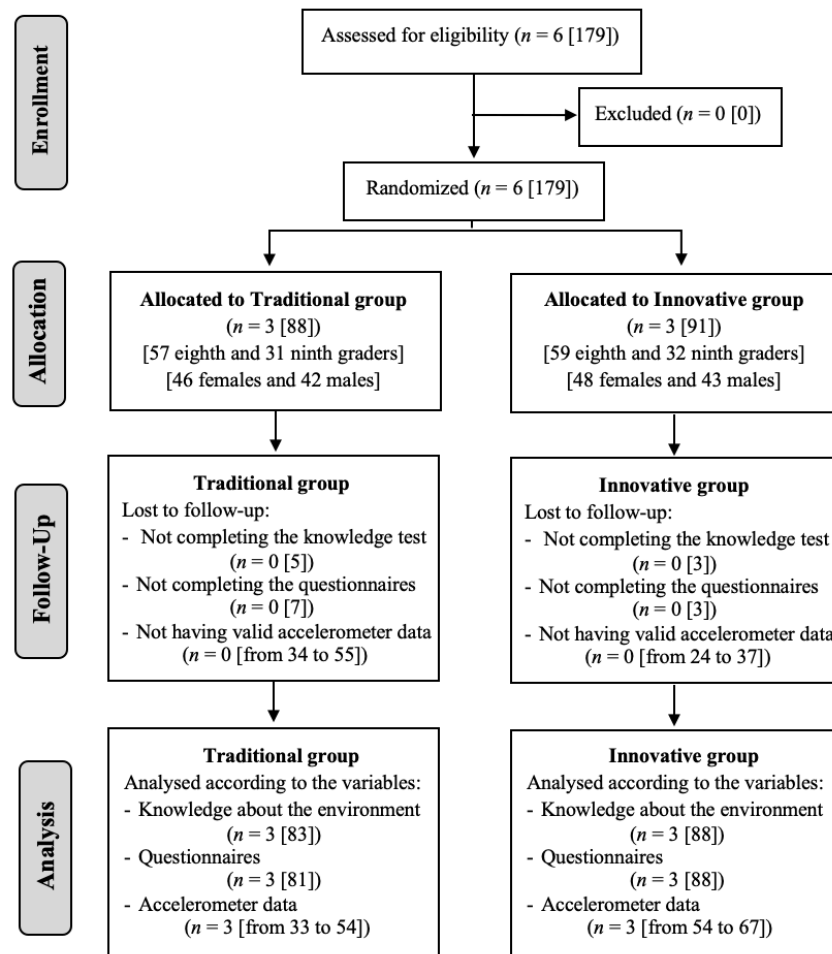 Enrollment
Assessed for eligibility (n = 6 [179])
Excluded (n = 0 [0])
Randomized (n = 6 [179])
Allocation
Allocated to Traditional group
(n = 3 [88])
[57 eighth and 31 ninth graders]
[46 females and 42 males]
Allocated to Innovative group
(n = 3 [91])
[59 eighth and 32 ninth graders]
[48 females and 43 males]
Follow-Up
Traditional group
Lost to follow-up:
- Not completing the knowledge test
(n = 0 [5])
- Not completing the questionnaires
(n = 0 [7])
- Not having valid accelerometer data
(n = 0 [from 34 to 55])
Innovative group
Lost to follow-up:
- Not completing the knowledge test
(n = 0 [3])
- Not completing the questionnaires
(n = 0 [3])
- Not having valid accelerometer data
(n = 0 [from 24 to 37])
Analysis
Traditional group
Analysed according to the variables:
- Knowledge about the environment
(n = 3 [83])
- Questionnaires
(n = 3 [81])
- Accelerometer data
(n = 3 [from 33 to 54])
Innovative group
Analysed according to the variables:
- Knowledge about the environment
(n = 3 [88])
- Questionnaires
(n = 3 [88])
- Accelerometer data
(n = 3 [from 54 to 67])